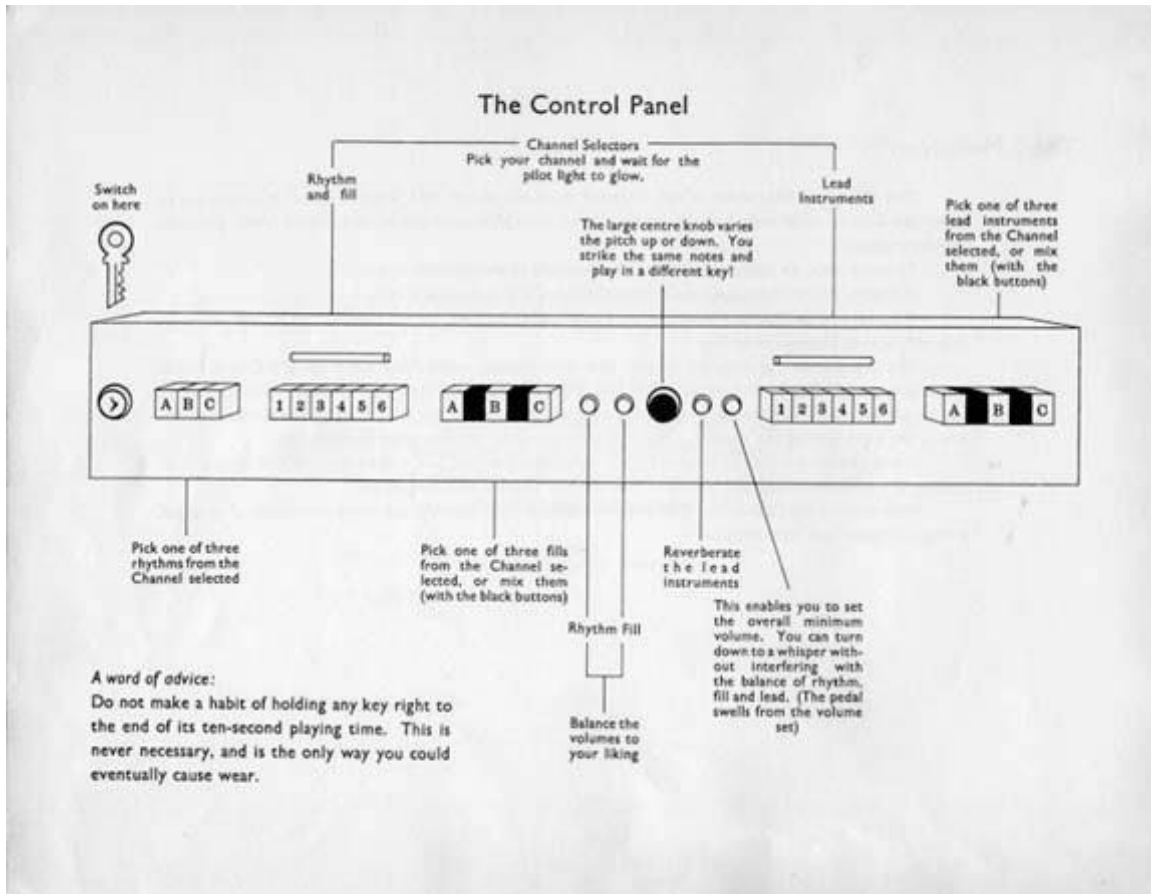 The Control Panel
Channel Selectors
Pick your channel and wait for the
pilot light to glow.
Switch
on here
Rhythm
and fill
The large centre knob varies
the pitch up or down. You
strike the same notes and
play in a different key!
Lead
Instruments
Pick one of three
lead instruments
from the Channel
selected, or mix
them (with the
black buttons)
A B C
1 2 3 4 5 6
A B C
1 2 3 4 5 6
A B C
Pick one of three
rhythms from the
Channel selected
Pick one of three fills
from the Channel se-
lected, or mix them
(with the black buttons)
Rhythm Fill
Balance the
volumes to
your liking
Reverberate
the lead
instruments
This enables you to set
the overall minimum
volume. You can turn
down to a whisper with-
out interfering with
the balance of rhythm,
fill and lead. (The pedal
swells from the volume
set)
A word of advice:
Do not make a habit of holding any key right to
the end of its ten-second playing time. This is
never necessary, and is the only way you could
eventually cause wear.